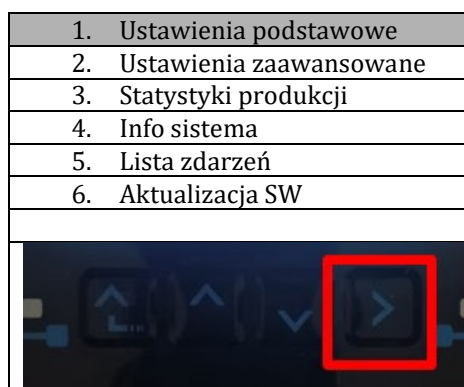 1. Ustawienia podstawowe
2. Ustawienia zaawansowane
3. Statystyki produkcji
4. Info sistema
5. Lista zdarzeń
6. Aktualizacja SW